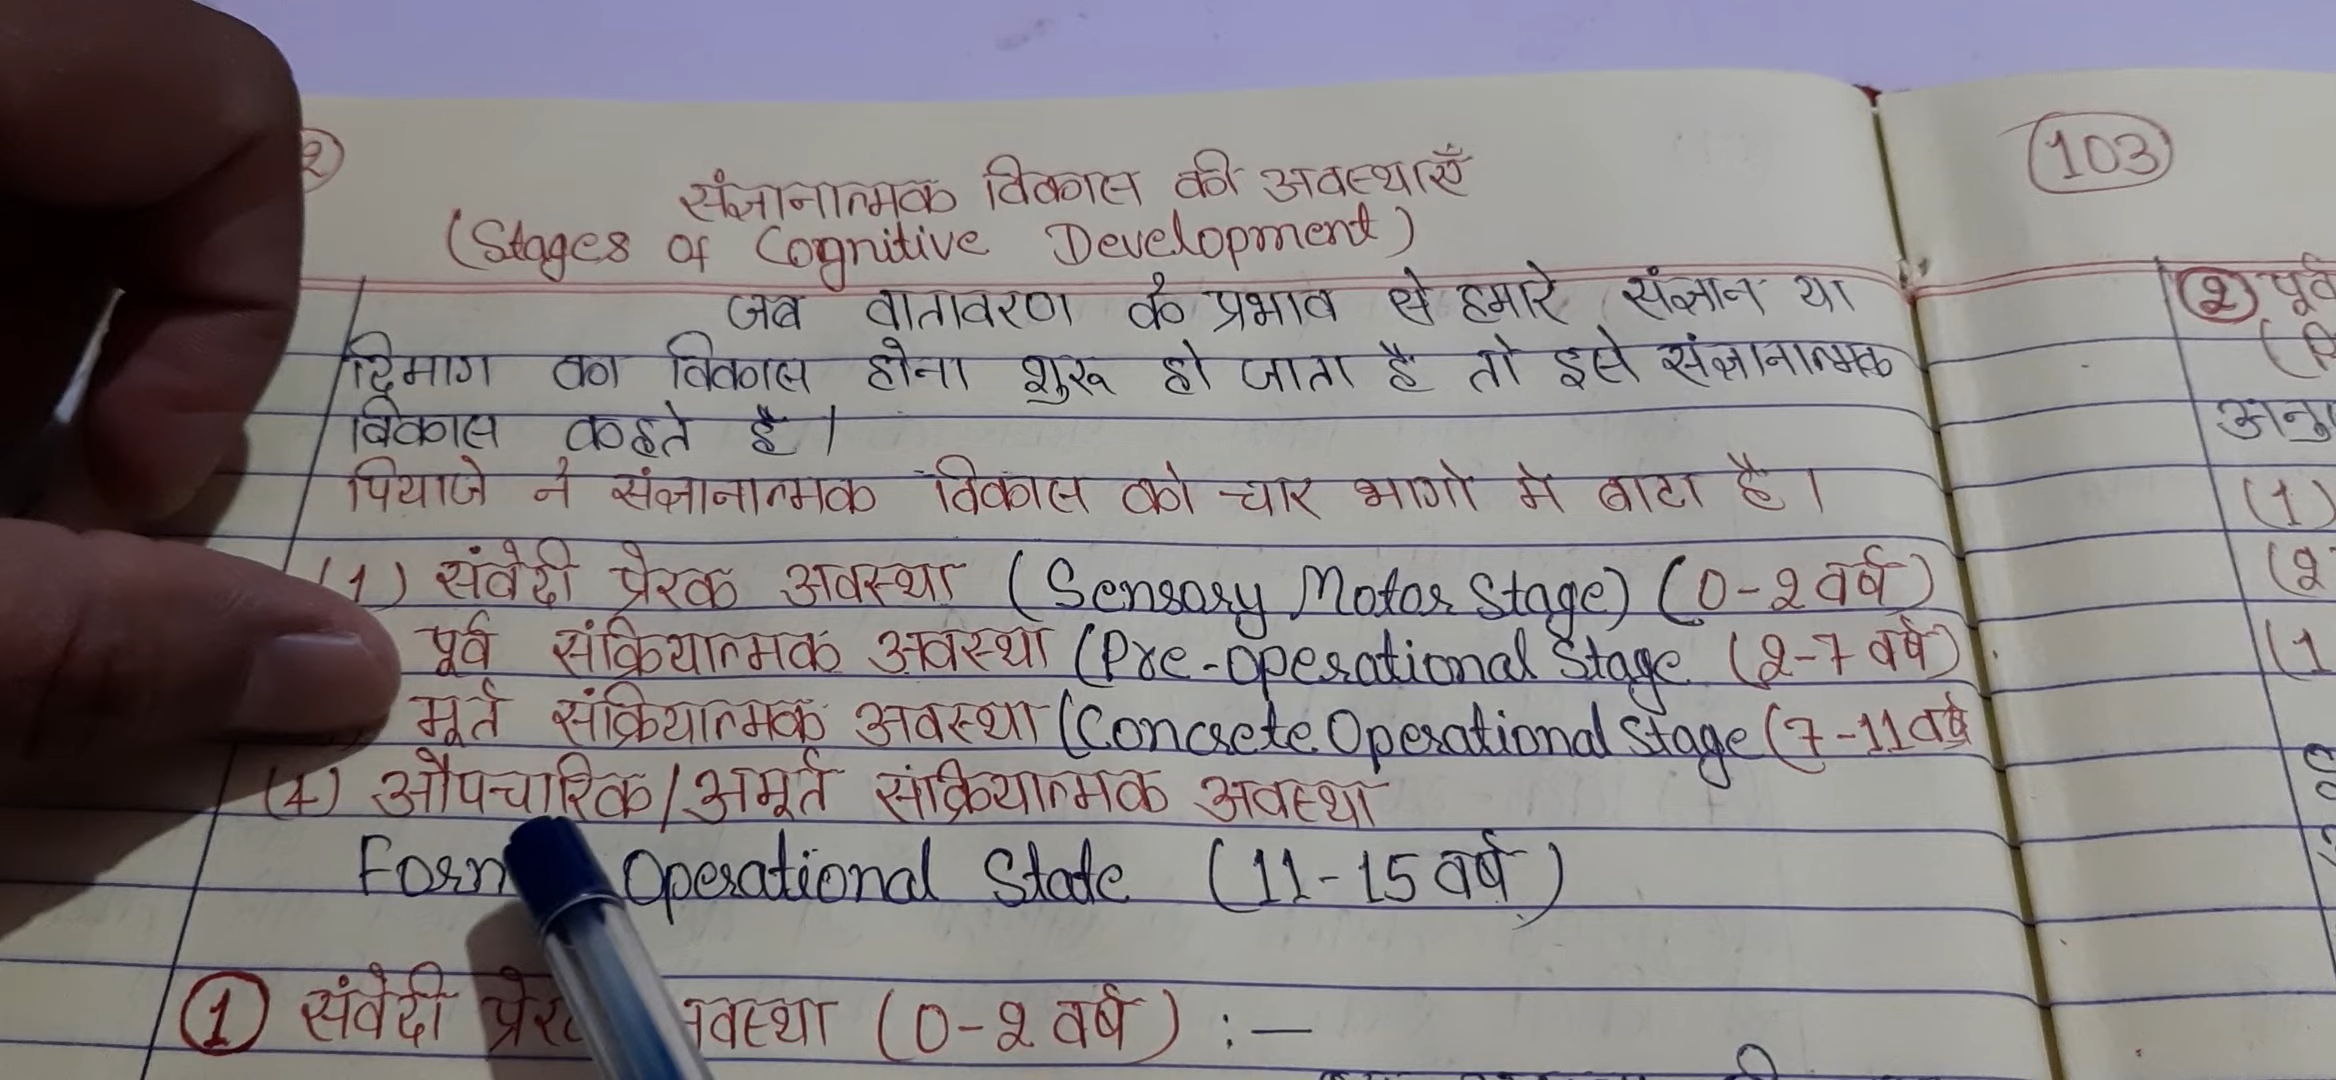 संज्ञानात्मक विकास की अवस्थाएँ
(Stages of Cognitive Development)
जब वातावरण के प्रभाव से हमारे संज्ञान या
दिमाग का विकास होना शुरू हो जाता है तो इसे संज्ञानात्मक
विकास कहते है।
पियाजे ने संज्ञानात्मक विकास को चार भागो मे बाटा है।
(1) संवेदी प्रेरक अवस्था (Sensory Motor Stage) (0-2 वर्ष)
पूर्व संक्रियात्मक अवस्था (Pre-operational Stage (2-7 वर्ष)
मूर्त संक्रियात्मक अवस्था (Concrete Operational Stage (7-11 वर्ष
(4) औपचारिक/अमूर्त संक्रियात्मक अवस्था
Operational State (11-15 वर्ष)
① संवेदी (0-2 वर्ष) :—
103
② पूर्व
(1)
(2
(1